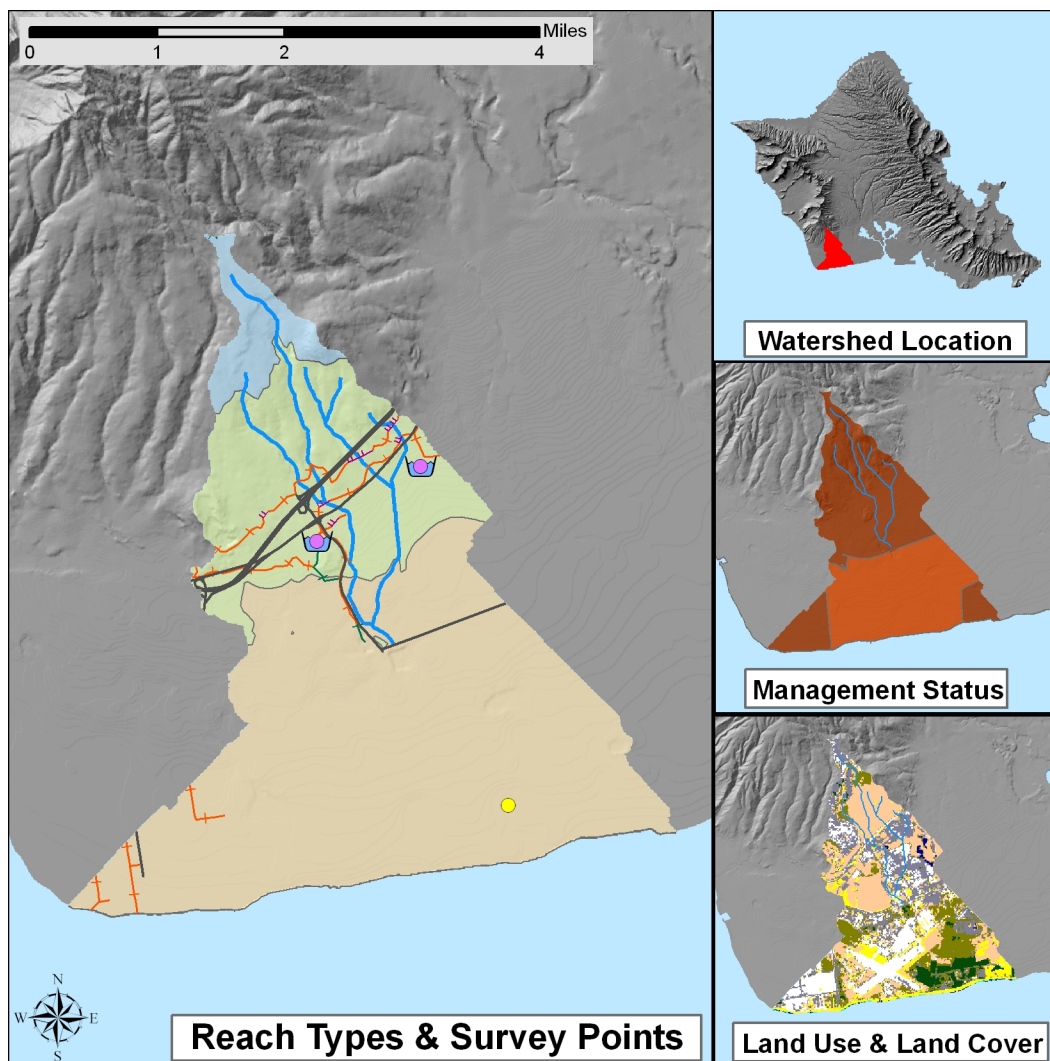 Miles
0 1 2 4
N
W E
S
Reach Types & Survey Points
Watershed Location
Management Status
Land Use & Land Cover